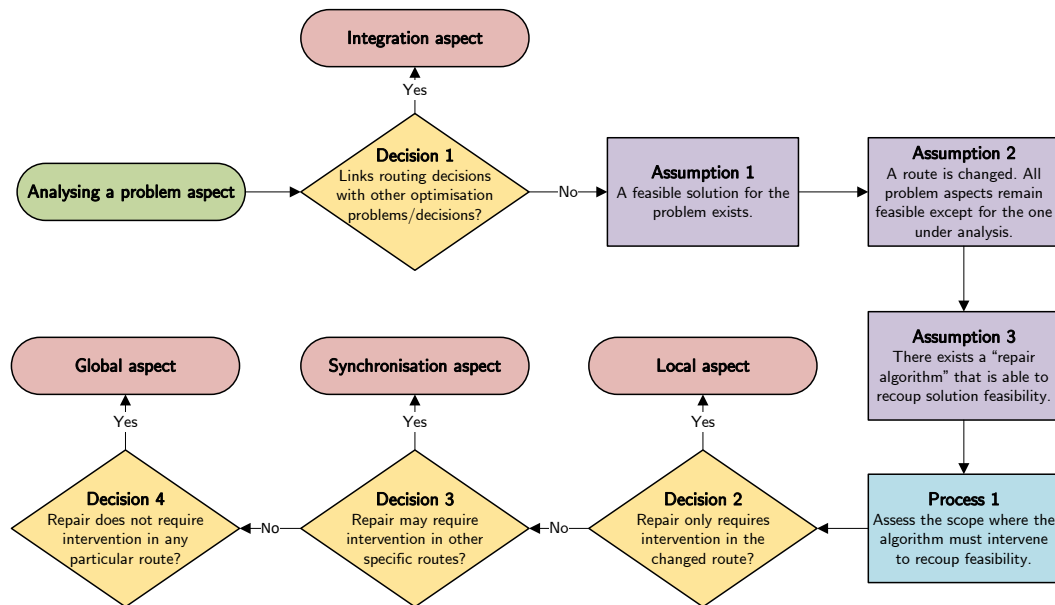 Integration aspect
Yes
Decision 1
Links routing decisions
with other optimisation
problems/decisions?
Analysing a problem aspect
No
Assumption 1
A feasible solution for the
problem exists.
Assumption 2
A route is changed. All
problem aspects remain
feasible except for the one
under analysis.
Assumption 3
There exists a “repair
algorithm” that is able to
recoup solution feasibility.
Process 1
Assess the scope where the
algorithm must intervene
to recoup feasibility.
Local aspect
Yes
Decision 2
Repair only requires
intervention in the
changed route?
No
Synchronisation aspect
Yes
Decision 3
Repair may require
intervention in other
specific routes?
No
Global aspect
Yes
Decision 4
Repair does not require
intervention in any
particular route?